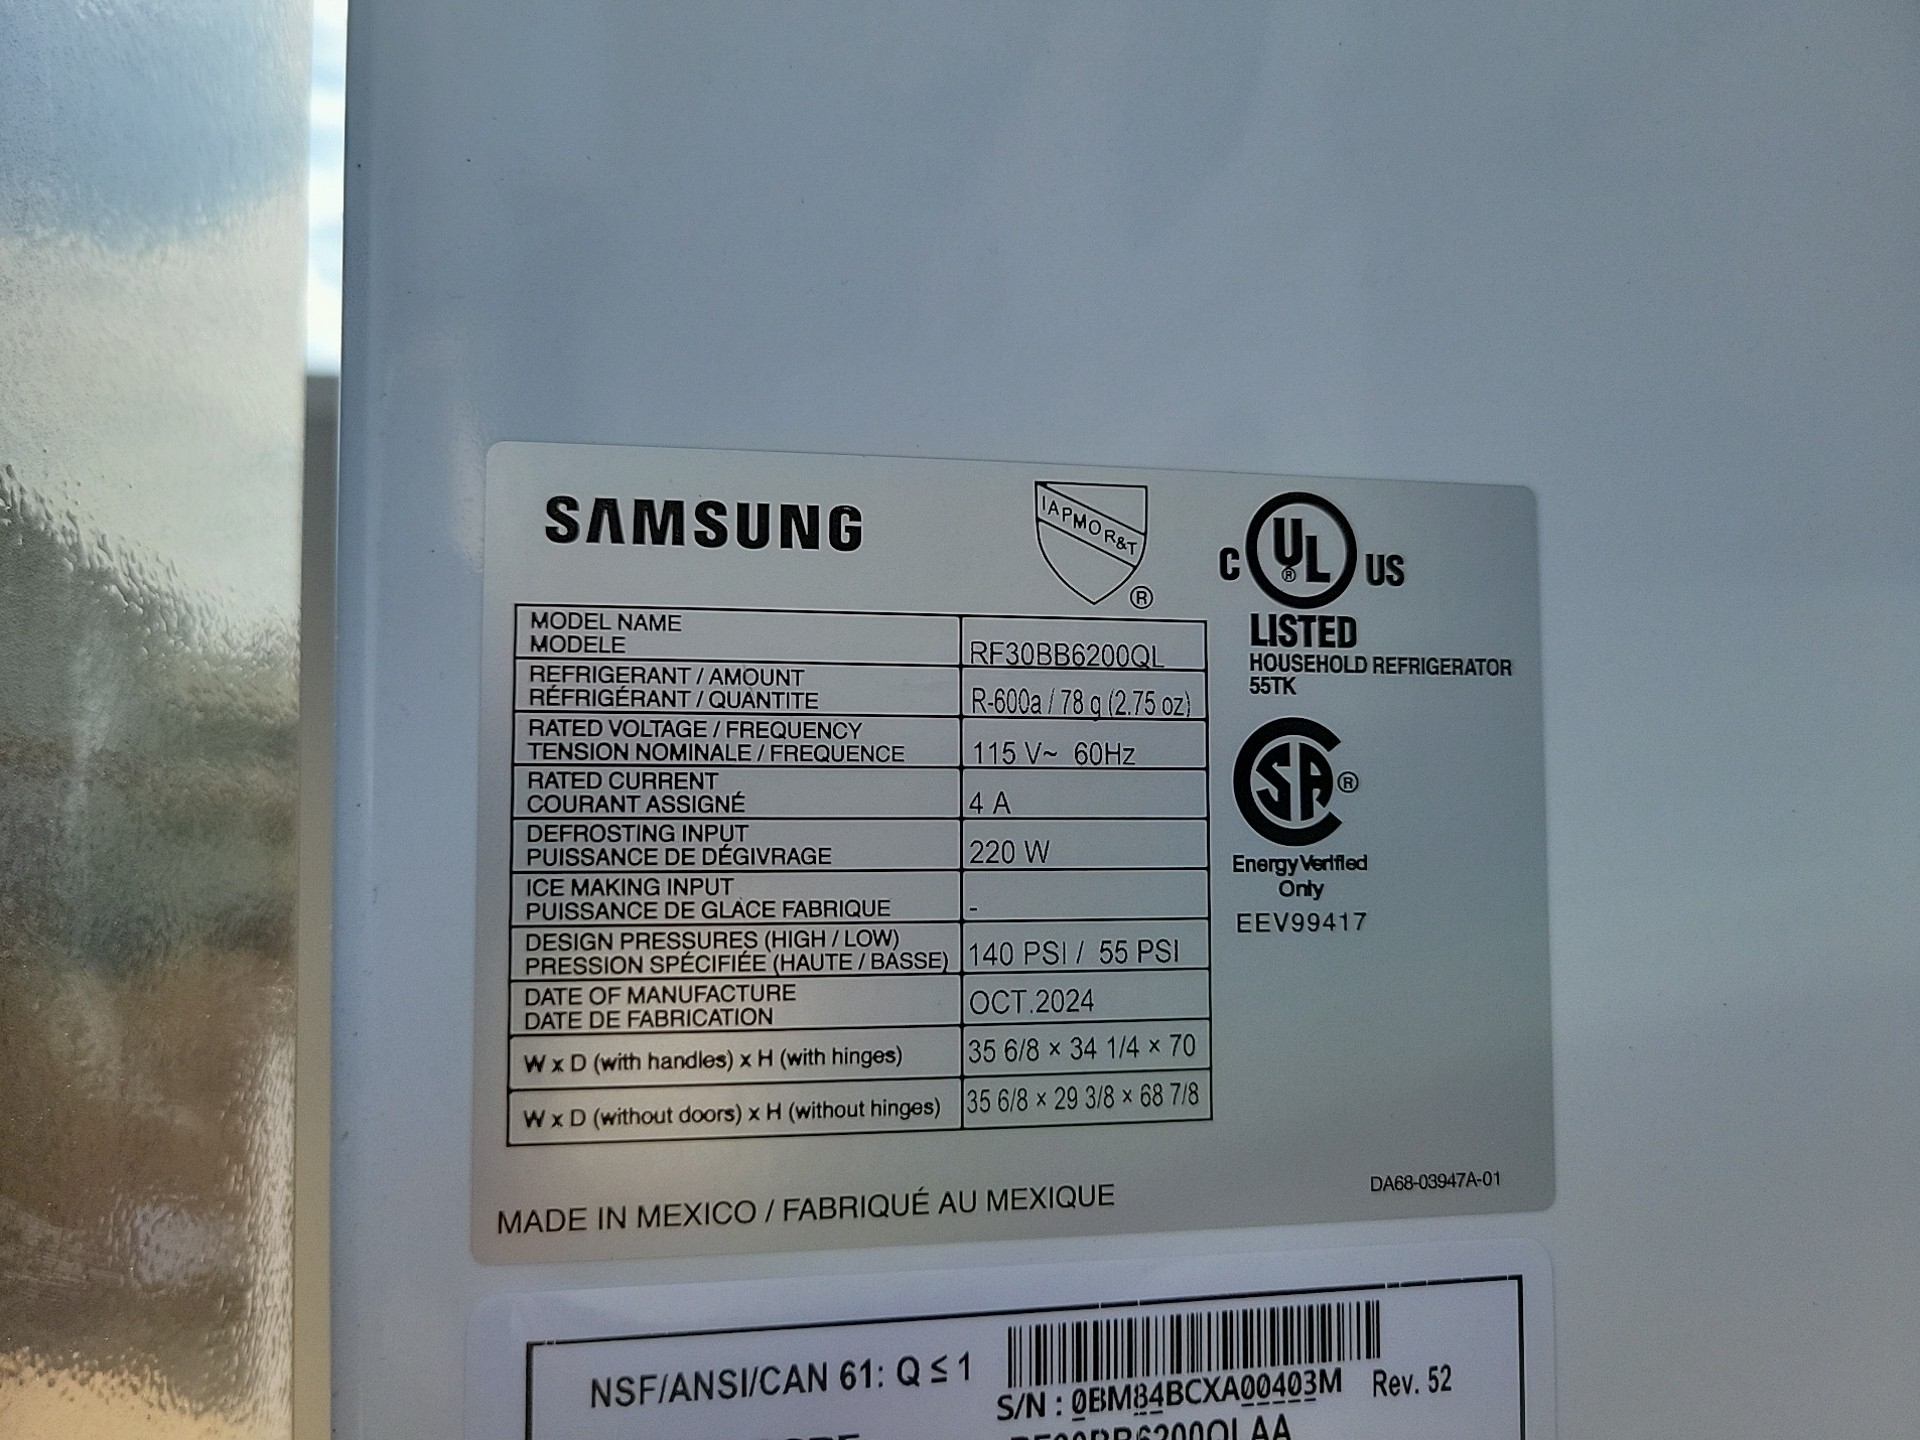 SAMSUNG
IAPMO R&T
®
C UL ® US
LISTED
HOUSEHOLD REFRIGERATOR
55TK
MODEL NAME
MODELE
RF30BB6200QL
REFRIGERANT / AMOUNT
RÉFRIGÉRANT / QUANTITE
R-600a / 78 g (2.75 oz)
RATED VOLTAGE / FREQUENCY
TENSION NOMINALE / FREQUENCE
115 V~ 60Hz
RATED CURRENT
COURANT ASSIGNÉ
4 A
DEFROSTING INPUT
PUISSANCE DE DÉGIVRAGE
220 W
ICE MAKING INPUT
PUISSANCE DE GLACE FABRIQUE
-
DESIGN PRESSURES (HIGH / LOW)
PRESSION SPÉCIFIÉE (HAUTE / BASSE)
140 PSI / 55 PSI
DATE OF MANUFACTURE
DATE DE FABRICATION
OCT.2024
W x D (with handles) x H (with hinges)
35 6/8 × 34 1/4 × 70
W x D (without doors) x H (without hinges)
35 6/8 × 29 3/8 × 68 7/8
SA ®
Energy Verified
Only
EEV99417
MADE IN MEXICO / FABRIQUÉ AU MEXIQUE
DA68-03947A-01
NSF/ANSI/CAN 61: Q ≤ 1
S/N : 0BM84BCXA00403M Rev. 52
RF30BB6200QLAA